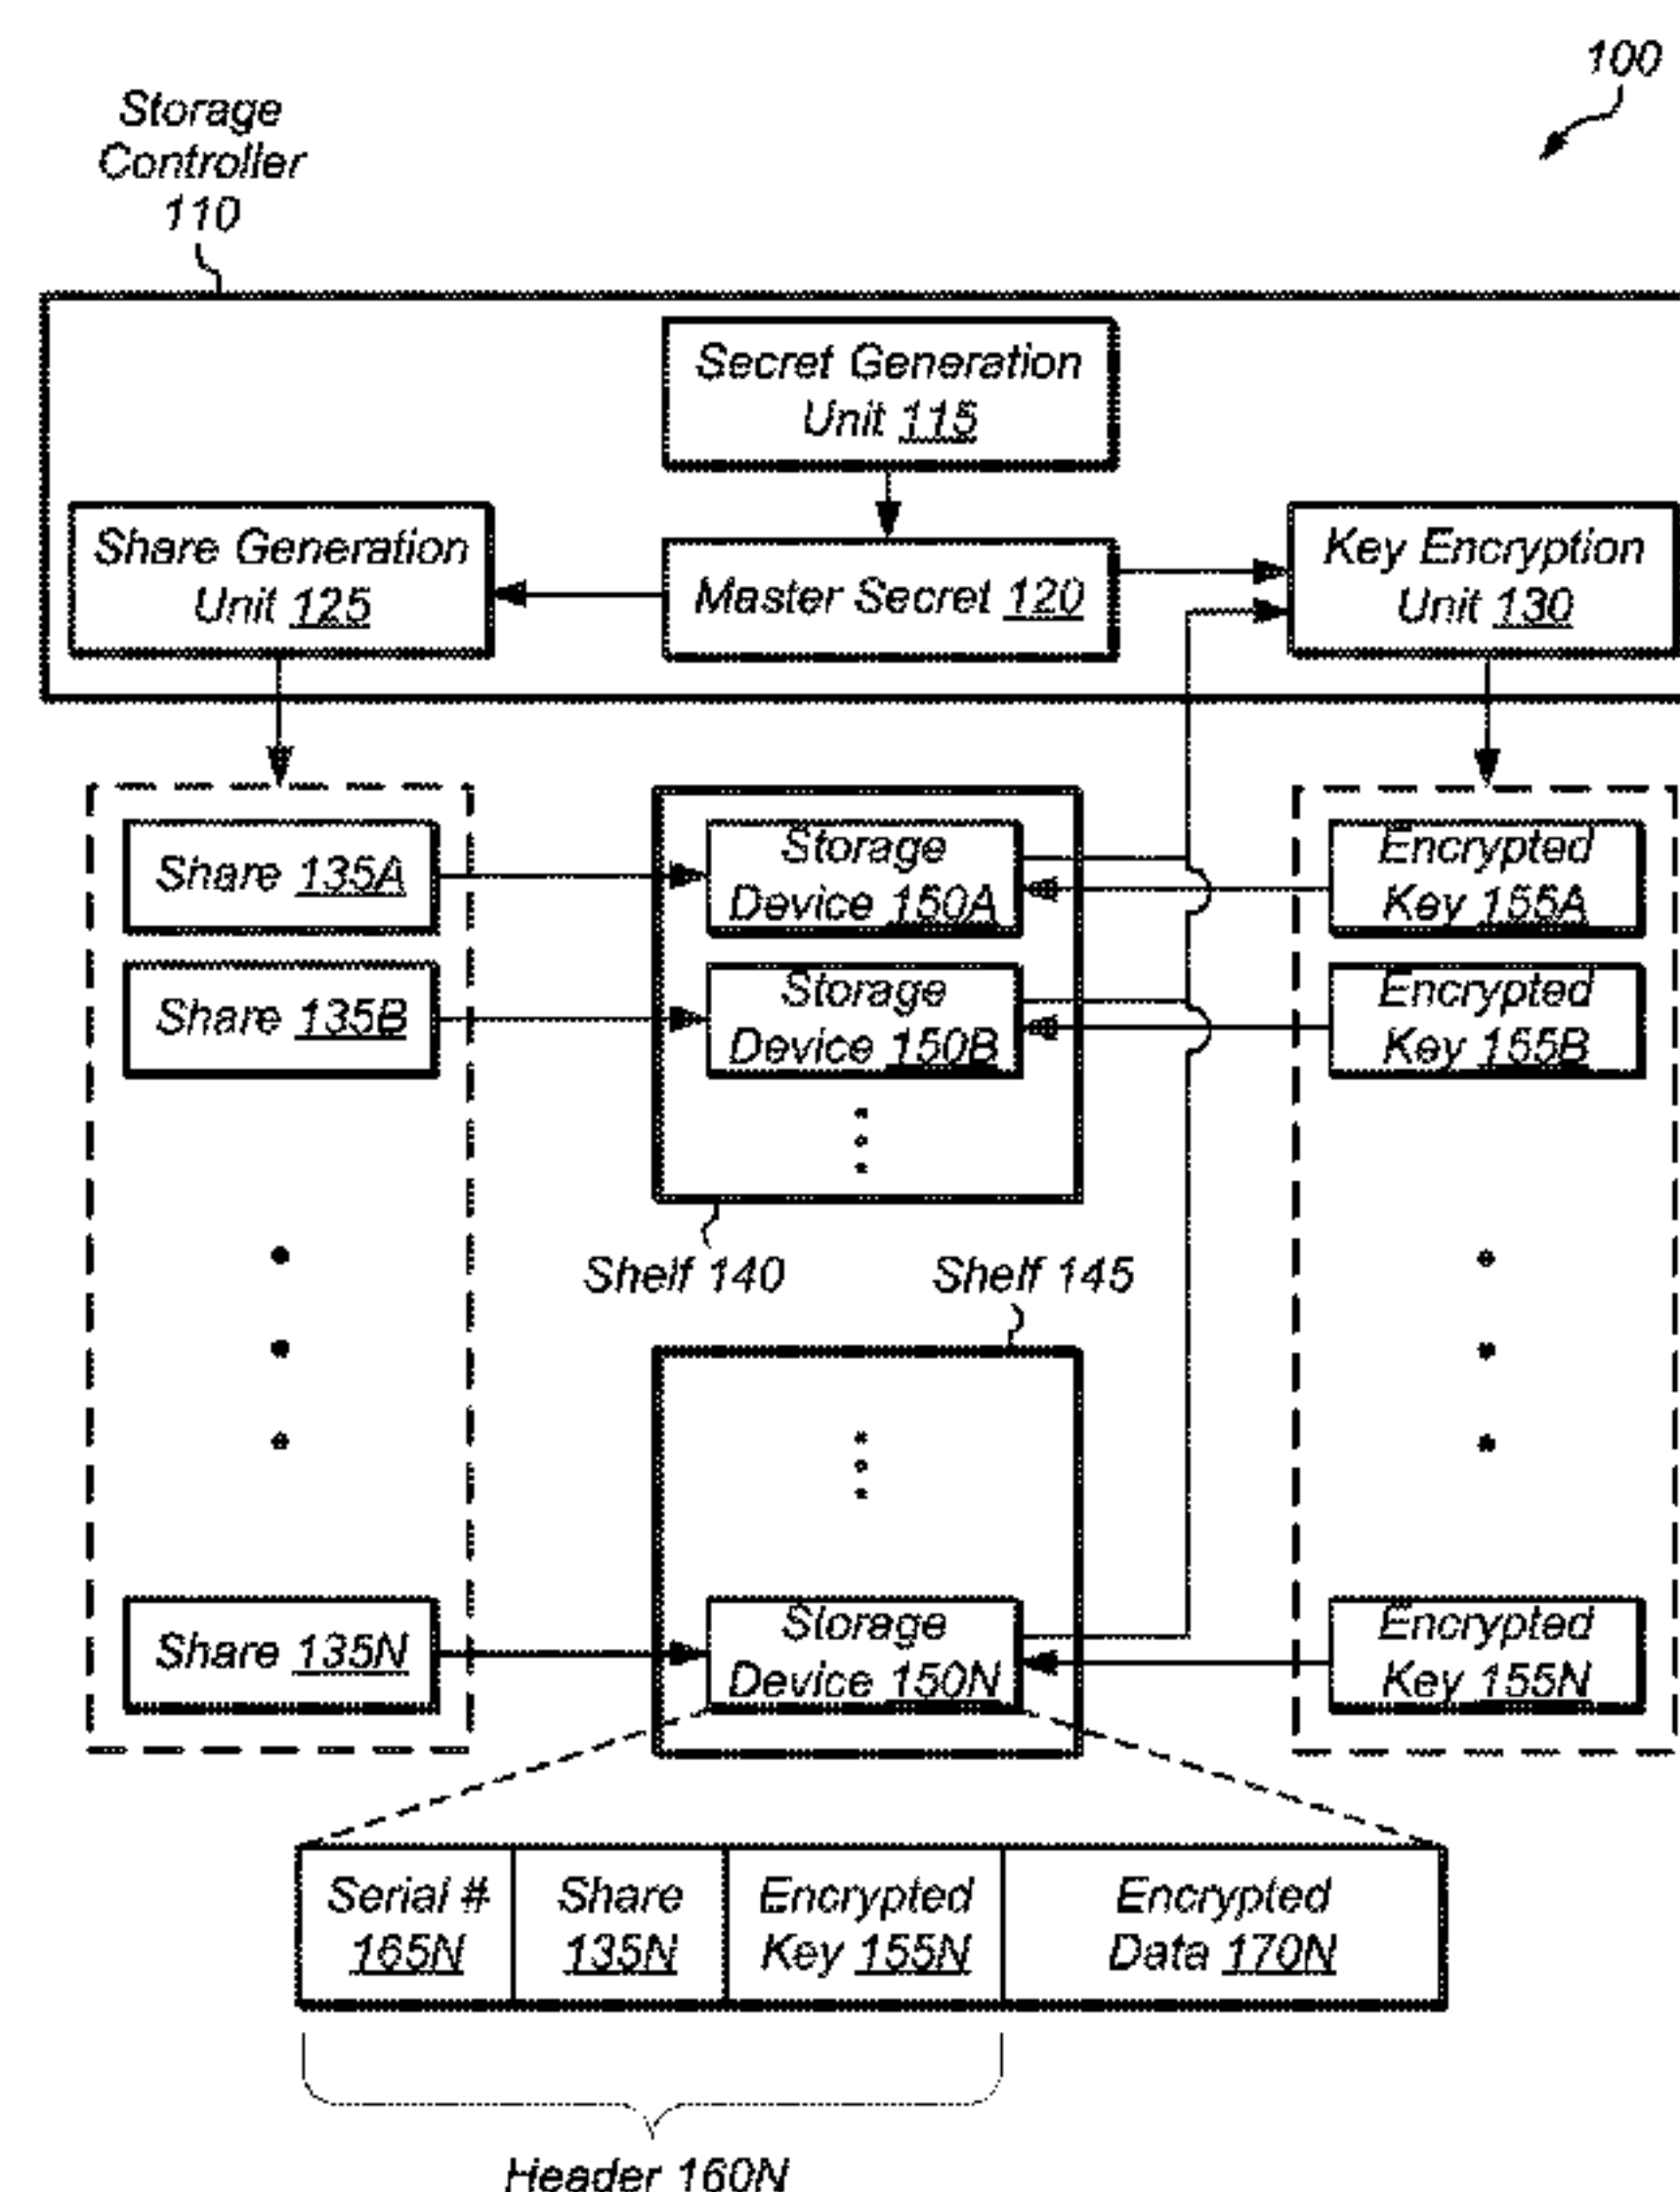 100
Storage
Controller
110
Secret Generation
Unit 115
Share Generation
Unit 125
Master Secret 120
Key Encryption
Unit 130
Share 135A
Storage
Device 150A
Encrypted
Key 155A
Share 135B
Storage
Device 150B
Encrypted
Key 155B
Shelf 140
Shelf 145
Share 135N
Storage
Device 150N
Encrypted
Key 155N
Serial #
165N
Share
135N
Encrypted
Key 155N
Encrypted
Data 170N
Header 160N